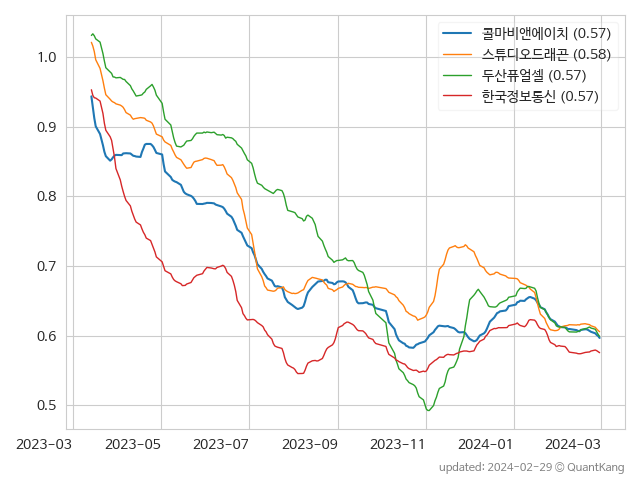 콜마비앤에이치 (0.57)
스튜디오드래곤 (0.58)
두산퓨얼셀 (0.57)
한국정보통신 (0.57)
1.0
0.9
0.8
0.7
0.6
0.5
2023-03 2023-05 2023-07 2023-09 2023-11 2024-01 2024-03
updated: 2024-02-29 © QuantKang